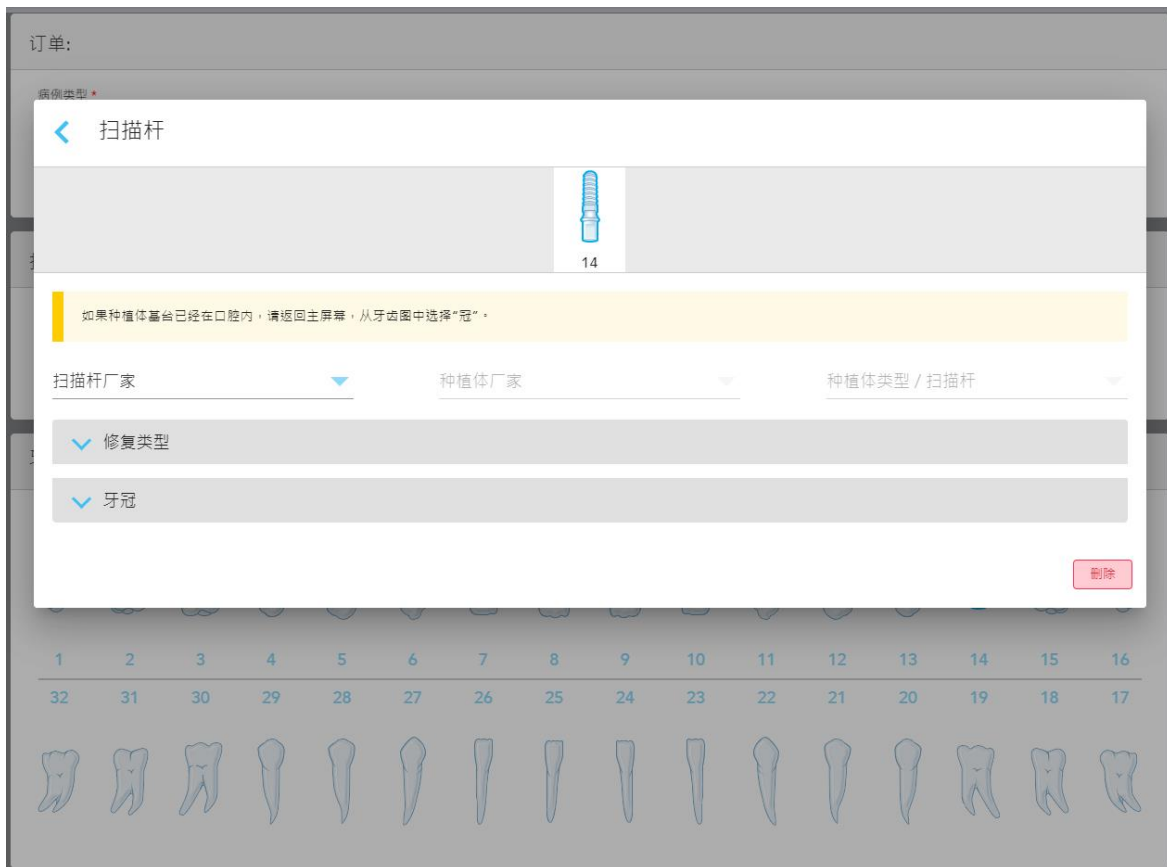 订单:
病例类型 *
扫描杆
14
如果种植体基台已经在口腔内，请返回主屏幕，从牙齿图中选择“冠”。
扫描杆厂家 种植体厂家 种植体类型 / 扫描杆
修复类型
牙冠
删除
1 2 3 4 5 6 7 8 9 10 11 12 13 14 15 16
32 31 30 29 28 27 26 25 24 23 22 21 20 19 18 17